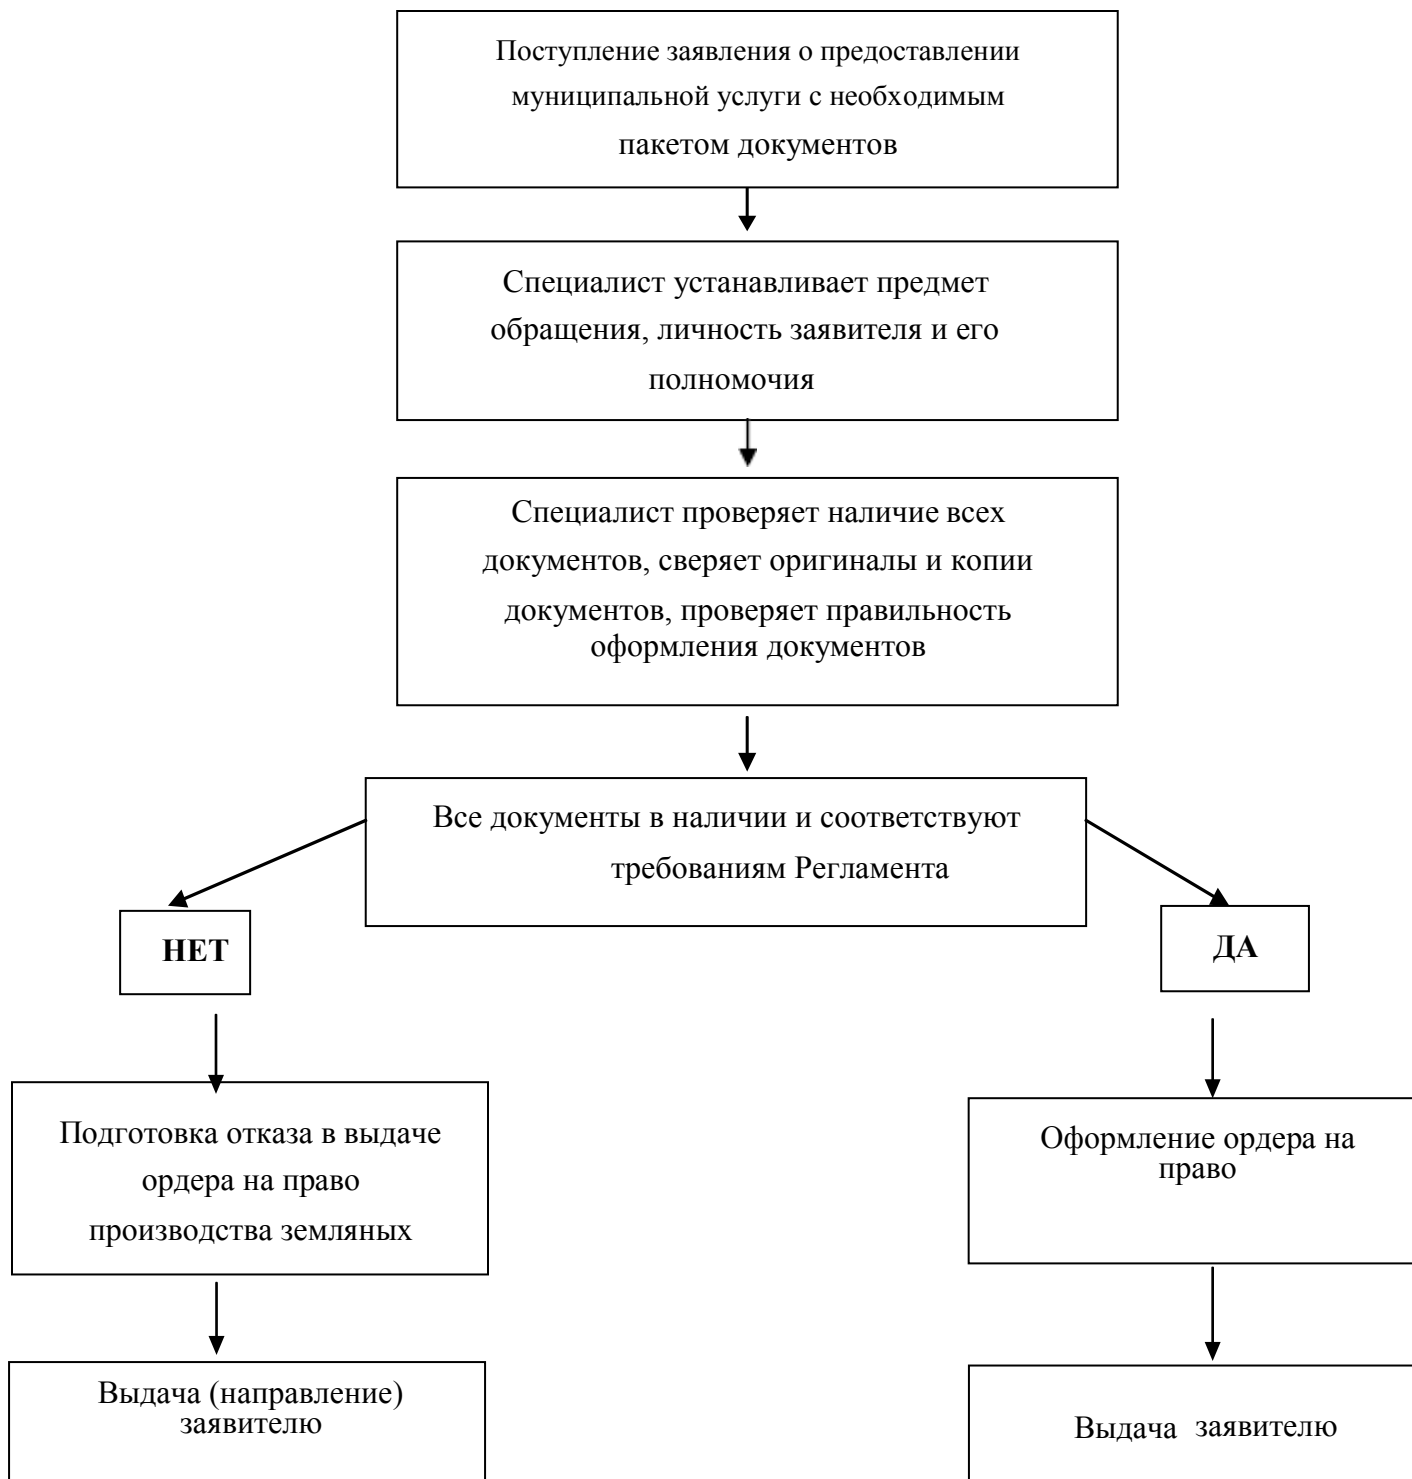 Поступление заявления о предоставлении
муниципальной услуги с необходимым
пакетом документов
Специалист устанавливает предмет
обращения, личность заявителя и его
полномочия
Специалист проверяет наличие всех
документов, сверяет оригиналы и копии
документов, проверяет правильность
оформления документов
Все документы в наличии и соответствуют
требованиям Регламента
НЕТ
ДА
Подготовка отказа в выдаче
ордера на право
производства земляных
Оформление ордера на
право
Выдача (направление)
заявителю
Выдача заявителю